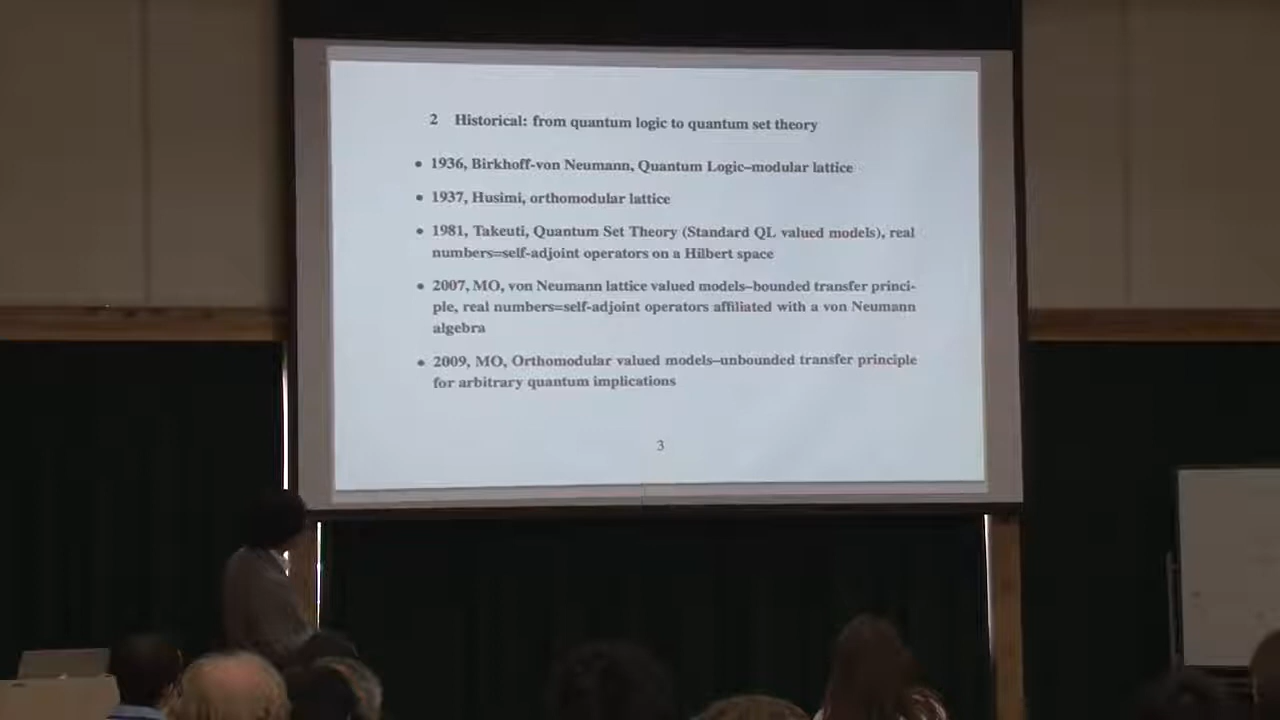 2 Historical: from quantum logic to quantum set theory
• 1936, Birkhoff-von Neumann, Quantum Logic–modular lattice
• 1937, Husimi, orthomodular lattice
• 1981, Takeuti, Quantum Set Theory (Standard QL valued models), real
numbers=self-adjoint operators on a Hilbert space
• 2007, MO, von Neumann lattice valued models–bounded transfer princi-
ple, real numbers=self-adjoint operators affiliated with a von Neumann
algebra
• 2009, MO, Orthomodular valued models–unbounded transfer principle
for arbitrary quantum implications
3